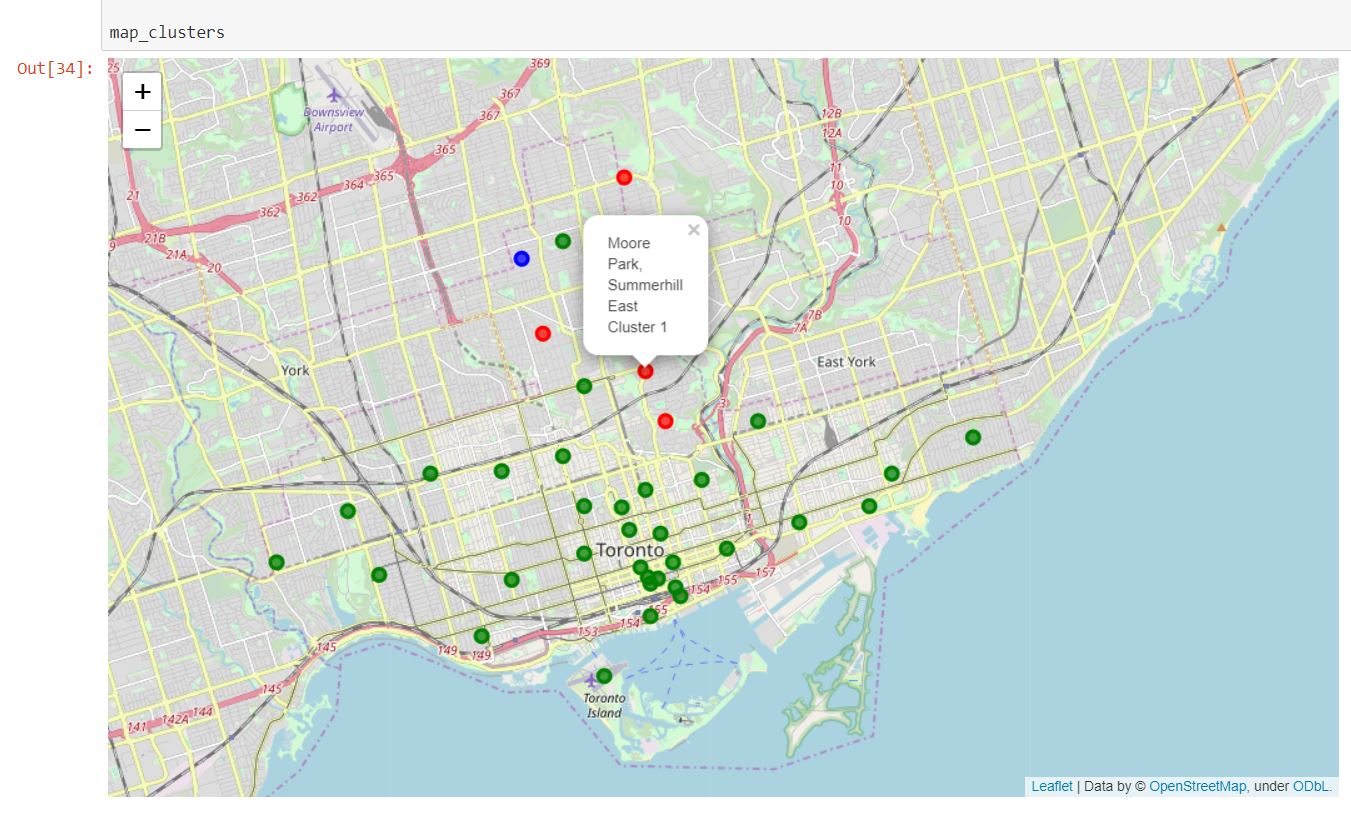 map_clusters
Out[34]:
+
−
25
369
367
367
Downsview
Airport
365
365
364
362
362
21
21B
21A
20
9
12B
12A
11
10
10
Moore
Park,
Summerhill
East
Cluster 1
×
7B
7A
York
East York
3
1
Toronto
157
155
154
155
154
153
149
149
145
145
144
142A
141
Toronto
Island
Leaflet | Data by © OpenStreetMap, under ODbL.